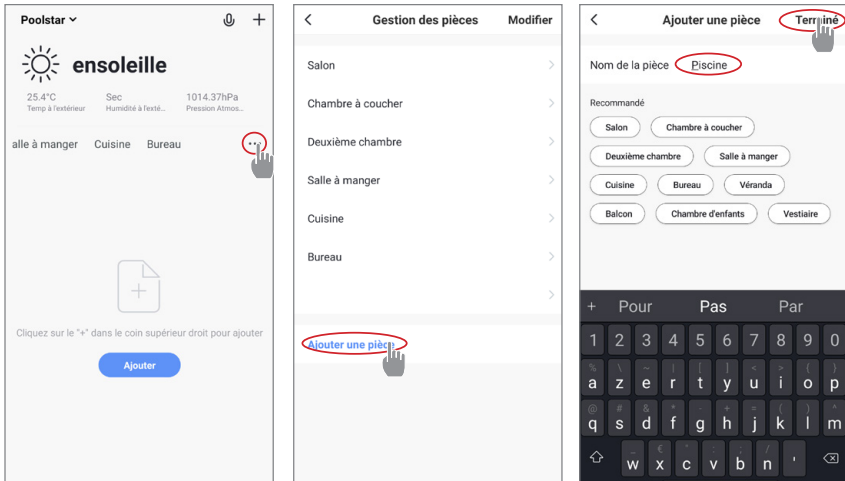 Poolstar
ensoleille
25.4°C Sec 1014.37hPa
Temp à l'extérieur Humidité à l'exté... Pression Atmos...
alle à manger Cuisine Bureau ...
Cliquez sur le "+" dans le coin supérieur droit pour ajouter
Ajouter
Gestion des pièces Modifier
Salon
Chambre à coucher
Deuxième chambre
Salle à manger
Cuisine
Bureau
Ajouter une pièce
Ajouter une pièce Terminé
Nom de la pièce Piscine
Recommandé
Salon Chambre à coucher
Deuxième chambre Salle à manger
Cuisine Bureau Véranda
Balcon Chambre d'enfants Vestiaire
+ Pour Pas Par
1 2 3 4 5 6 7 8 9 0
a z e r t y u i o p
q s d f g h j k l m
w x c v b n '